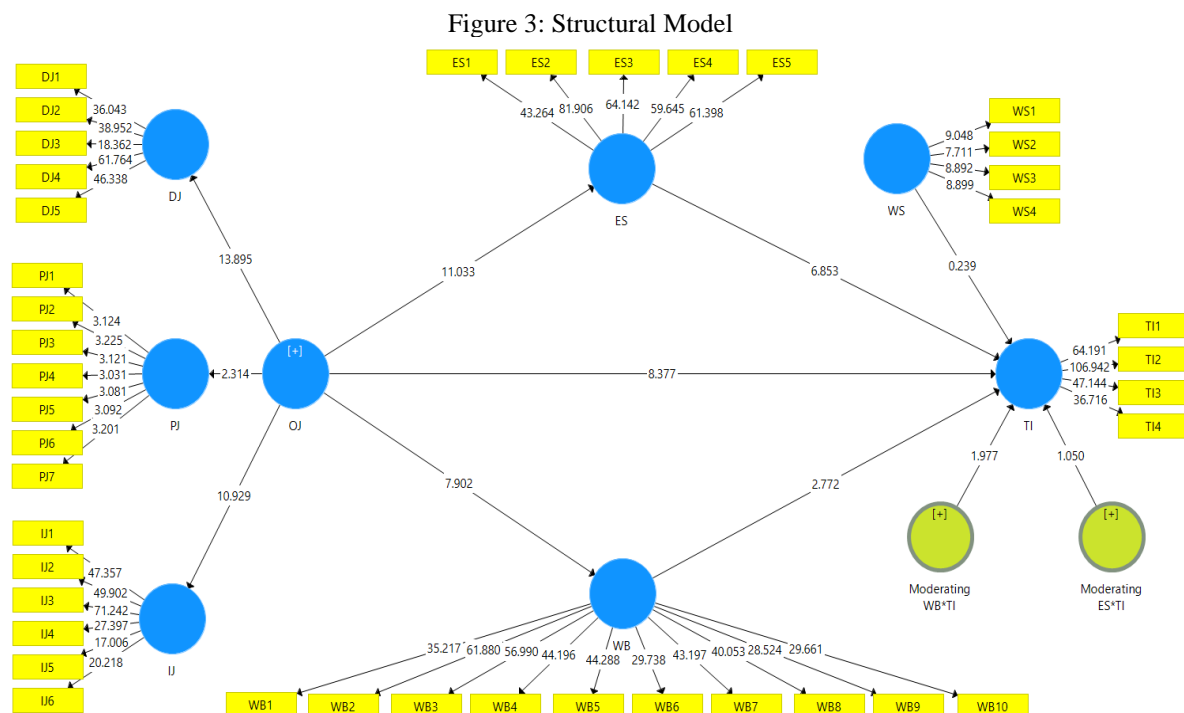 Figure 3: Structural Model
DJ1
DJ2
DJ3
DJ4
DJ5
36.043
38.952
18.362
61.764
46.338
DJ
ES1
ES2
ES3
ES4
ES5
43.264
81.906
64.142
59.645
61.398
ES
WS1
WS2
WS3
WS4
9.048
7.711
8.892
8.899
WS
13.895
11.033
6.853
0.239
PJ1
PJ2
PJ3
PJ4
PJ5
PJ6
PJ7
3.124
3.225
3.121
3.031
3.081
3.092
3.201
PJ
2.314
[+]
OJ
8.377
TI1
TI2
TI3
TI4
64.191
106.942
47.144
36.716
TI
10.929
7.902
2.772
1.977
1.050
[+]
Moderating
WB*TI
[+]
Moderating
ES*TI
IJ1
IJ2
IJ3
IJ4
IJ5
IJ6
47.357
49.902
71.242
27.397
17.006
20.218
IJ
WB
35.217
61.880
56.990
44.196
44.288
29.738
43.197
40.053
28.524
29.661
WB1
WB2
WB3
WB4
WB5
WB6
WB7
WB8
WB9
WB10